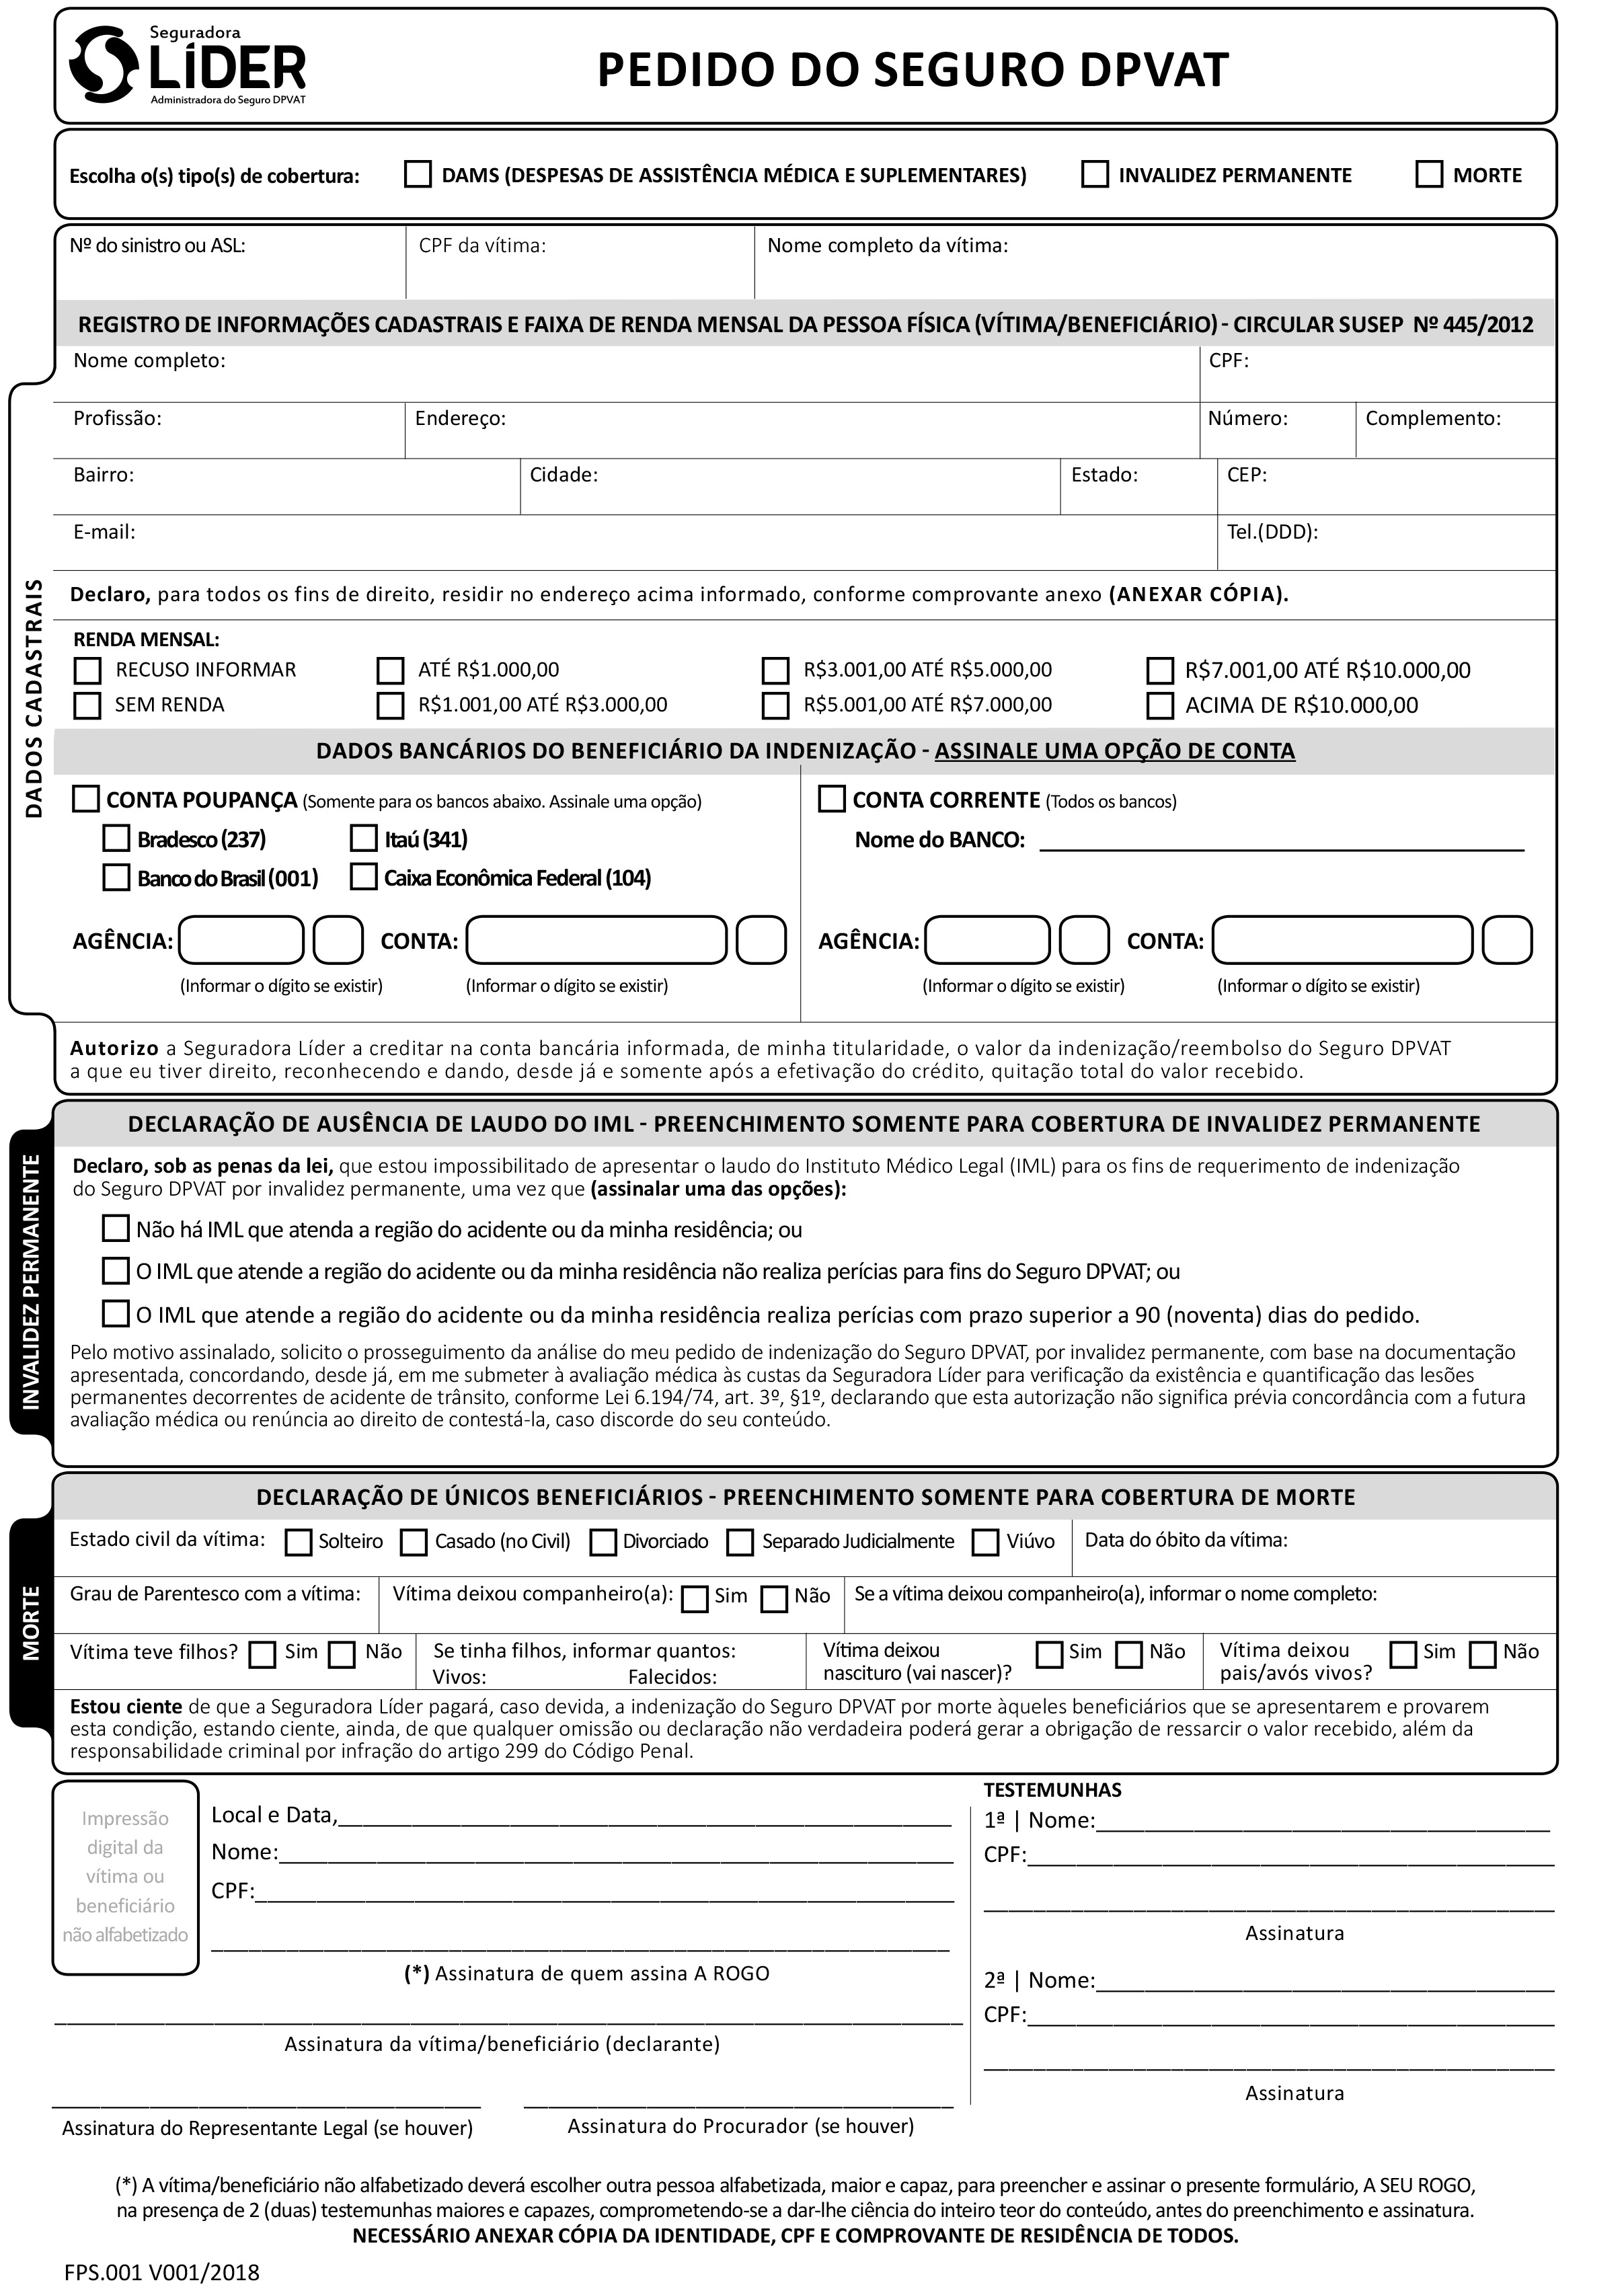 Seguradora
LÍDER
Administradora do Seguro DPVAT
PEDIDO DO SEGURO DPVAT
Escolha o(s) tipo(s) de cobertura: DAMS (DESPESAS DE ASSISTÊNCIA MÉDICA E SUPLEMENTARES) INVALIDEZ PERMANENTE MORTE
Nº do sinistro ou ASL: CPF da vítima: Nome completo da vítima:
REGISTRO DE INFORMAÇÕES CADASTRAIS E FAIXA DE RENDA MENSAL DA PESSOA FÍSICA (VÍTIMA/BENEFICIÁRIO) - CIRCULAR SUSEP Nº 445/2012
DADOS CADASTRAIS
Nome completo: CPF:
Profissão: Endereço: Número: Complemento:
Bairro: Cidade: Estado: CEP:
E-mail: Tel.(DDD):
Declaro, para todos os fins de direito, residir no endereço acima informado, conforme comprovante anexo (ANEXAR CÓPIA).
RENDA MENSAL:
RECUSO INFORMAR ATÉ R$1.000,00 R$3.001,00 ATÉ R$5.000,00 R$7.001,00 ATÉ R$10.000,00
SEM RENDA R$1.001,00 ATÉ R$3.000,00 R$5.001,00 ATÉ R$7.000,00 ACIMA DE R$10.000,00
DADOS BANCÁRIOS DO BENEFICIÁRIO DA INDENIZAÇÃO - ASSINALE UMA OPÇÃO DE CONTA
CONTA POUPANÇA (Somente para os bancos abaixo. Assinale uma opção) CONTA CORRENTE (Todos os bancos)
Bradesco (237) Itaú (341) Nome do BANCO:
Banco do Brasil (001) Caixa Econômica Federal (104)
AGÊNCIA: CONTA: AGÊNCIA: CONTA:
(Informar o dígito se existir) (Informar o dígito se existir) (Informar o dígito se existir) (Informar o dígito se existir)
Autorizo a Seguradora Líder a creditar na conta bancária informada, de minha titularidade, o valor da indenização/reembolso do Seguro DPVAT
a que eu tiver direito, reconhecendo e dando, desde já e somente após a efetivação do crédito, quitação total do valor recebido.
INVALIDEZ PERMANENTE
DECLARAÇÃO DE AUSÊNCIA DE LAUDO DO IML - PREENCHIMENTO SOMENTE PARA COBERTURA DE INVALIDEZ PERMANENTE
Declaro, sob as penas da lei, que estou impossibilitado de apresentar o laudo do Instituto Médico Legal (IML) para os fins de requerimento de indenização
do Seguro DPVAT por invalidez permanente, uma vez que (assinalar uma das opções):
Não há IML que atenda a região do acidente ou da minha residência; ou
O IML que atende a região do acidente ou da minha residência não realiza perícias para fins do Seguro DPVAT; ou
O IML que atende a região do acidente ou da minha residência realiza perícias com prazo superior a 90 (noventa) dias do pedido.
Pelo motivo assinalado, solicito o prosseguimento da análise do meu pedido de indenização do Seguro DPVAT, por invalidez permanente, com base na documentação
apresentada, concordando, desde já, em me submeter à avaliação médica às custas da Seguradora Líder para verificação da existência e quantificação das lesões
permanentes decorrentes de acidente de trânsito, conforme Lei 6.194/74, art. 3º, §1º, declarando que esta autorização não significa prévia concordância com a futura
avaliação médica ou renúncia ao direito de contestá-la, caso discorde do seu conteúdo.
MORTE
DECLARAÇÃO DE ÚNICOS BENEFICIÁRIOS - PREENCHIMENTO SOMENTE PARA COBERTURA DE MORTE
Estado civil da vítima: Solteiro Casado (no Civil) Divorciado Separado Judicialmente Viúvo Data do óbito da vítima:
Grau de Parentesco com a vítima: Vítima deixou companheiro(a): Sim Não Se a vítima deixou companheiro(a), informar o nome completo:
Vítima teve filhos? Sim Não Se tinha filhos, informar quantos: Vítima deixou Sim Não Vítima deixou Sim Não
Vivos: Falecidos: nascituro (vai nascer)? pais/avós vivos?
Estou ciente de que a Seguradora Líder pagará, caso devida, a indenização do Seguro DPVAT por morte àqueles beneficiários que se apresentarem e provarem
esta condição, estando ciente, ainda, de que qualquer omissão ou declaração não verdadeira poderá gerar a obrigação de ressarcir o valor recebido, além da
responsabilidade criminal por infração do artigo 299 do Código Penal.
Impressão
digital da
vítima ou
beneficiário
não alfabetizado
Local e Data,
Nome:
CPF:
(*) Assinatura de quem assina A ROGO
Assinatura da vítima/beneficiário (declarante)
Assinatura do Representante Legal (se houver) Assinatura do Procurador (se houver)
TESTEMUNHAS
1ª | Nome:
CPF:
Assinatura
2ª | Nome:
CPF:
Assinatura
(*) A vítima/beneficiário não alfabetizado deverá escolher outra pessoa alfabetizada, maior e capaz, para preencher e assinar o presente formulário, A SEU ROGO,
na presença de 2 (duas) testemunhas maiores e capazes, comprometendo-se a dar-lhe ciência do inteiro teor do conteúdo, antes do preenchimento e assinatura.
NECESSÁRIO ANEXAR CÓPIA DA IDENTIDADE, CPF E COMPROVANTE DE RESIDÊNCIA DE TODOS.
FPS.001 V001/2018